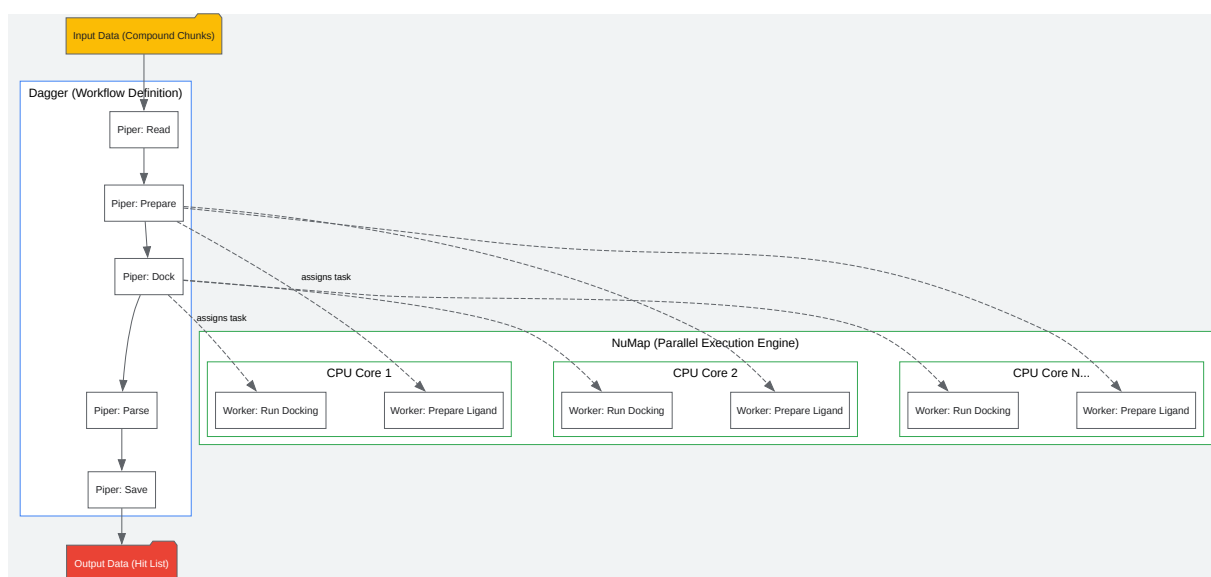 Input Data (Compound Chunks)
Dagger (Workflow Definition)
Piper: Read
Piper: Prepare
Piper: Dock
assigns task
assigns task
NuMap (Parallel Execution Engine)
CPU Core 1
CPU Core 2
CPU Core N...
Piper: Parse
Worker: Run Docking
Worker: Prepare Ligand
Worker: Run Docking
Worker: Prepare Ligand
Worker: Run Docking
Worker: Prepare Ligand
Piper: Save
Output Data (Hit List)